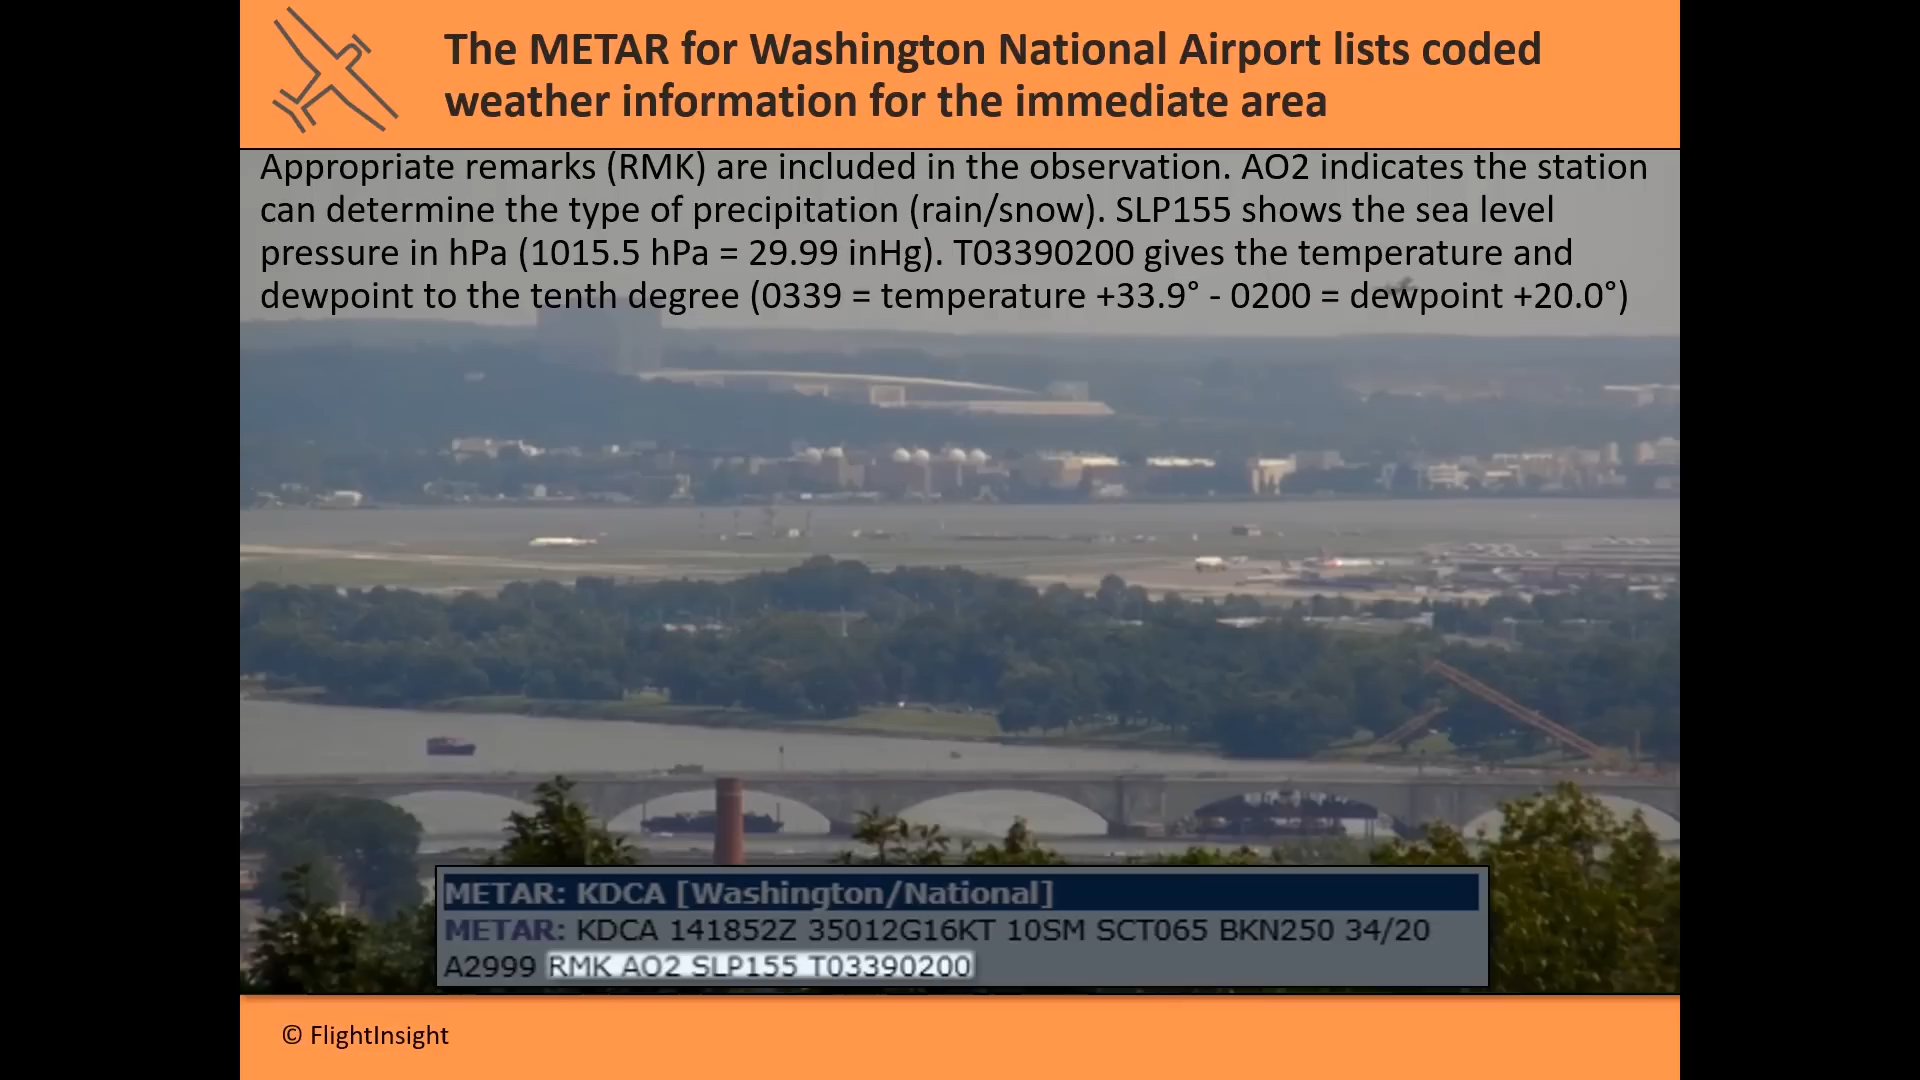 The METAR for Washington National Airport lists coded
weather information for the immediate area
Appropriate remarks (RMK) are included in the observation. AO2 indicates the station
can determine the type of precipitation (rain/snow). SLP155 shows the sea level
pressure in hPa (1015.5 hPa = 29.99 inHg). T03390200 gives the temperature and
dewpoint to the tenth degree (0339 = temperature +33.9° - 0200 = dewpoint +20.0°)
METAR: KDCA [Washington/National]
METAR: KDCA 141852Z 35012G16KT 10SM SCT065 BKN250 34/20
A2999 RMK AO2 SLP155 T03390200
© FlightInsight